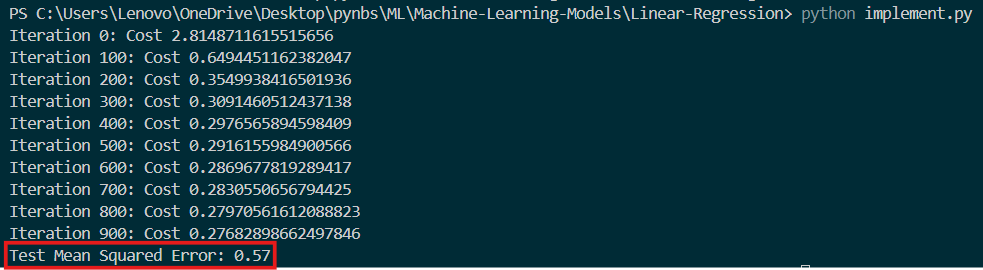 PS C:\Users\Lenovo\OneDrive\Desktop\pynbs\ML\Machine-Learning-Models\Linear-Regression> python implement.py
Iteration 0: Cost 2.8148711615515656
Iteration 100: Cost 0.6494451162382047
Iteration 200: Cost 0.3549938416501936
Iteration 300: Cost 0.3091460512437138
Iteration 400: Cost 0.2976565894598409
Iteration 500: Cost 0.2916155984900566
Iteration 600: Cost 0.2869677819289417
Iteration 700: Cost 0.2830550656794425
Iteration 800: Cost 0.27970561612088823
Iteration 900: Cost 0.27682898662497846
Test Mean Squared Error: 0.57